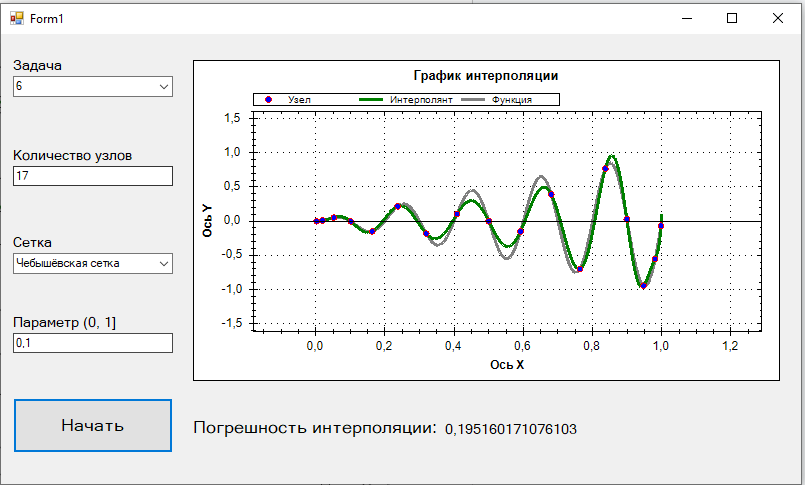 Form1
Задача
6
Количество узлов
17
Сетка
Чебышёвская сетка
Параметр (0, 1]
0,1
Начать
График интерполяции
Узел Интерполянт Функция
1,5
1,0
0,5
0,0
-0,5
-1,0
-1,5
Ось Y
0,0 0,2 0,4 0,6 0,8 1,0 1,2
Ось X
Погрешность интерполяции: 0,195160171076103